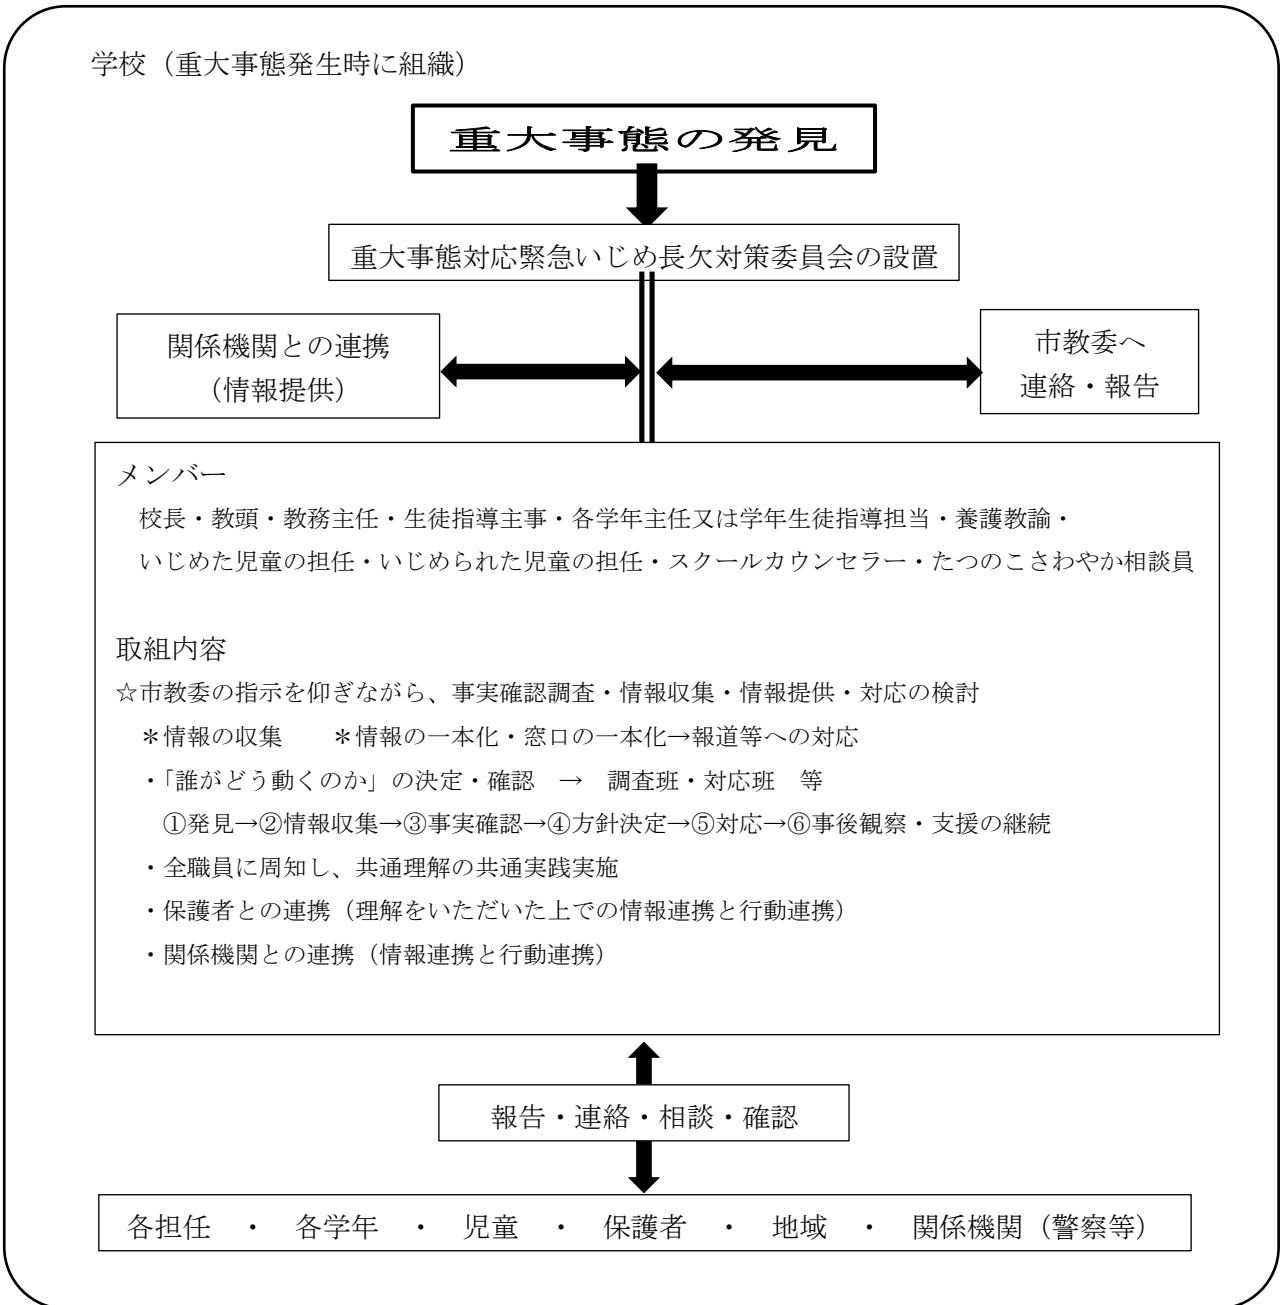 学校（重大事態発生時に組織）
重大事態の発見
重大事態対応緊急いじめ長欠対策委員会の設置
関係機関との連携
（情報提供）
市教委へ
連絡・報告
メンバー
校長・教頭・教務主任・生徒指導主事・各学年主任又は学年生徒指導担当・養護教諭・
いじめた児童の担任・いじめられた児童の担任・スクールカウンセラー・たつのこさわやか相談員
取組内容
☆市教委の指示を仰ぎながら、事実確認調査・情報収集・情報提供・対応の検討
＊情報の収集　　＊情報の一本化・窓口の一本化→報道等への対応
・「誰がどう動くのか」の決定・確認　→　調査班・対応班　等
①発見→②情報収集→③事実確認→④方針決定→⑤対応→⑥事後観察・支援の継続
・全職員に周知し、共通理解の共通実践実施
・保護者との連携（理解をいただいた上での情報連携と行動連携）
・関係機関との連携（情報連携と行動連携）
報告・連絡・相談・確認
各担任　・　各学年　・　児童　・　保護者　・　地域　・　関係機関（警察等）